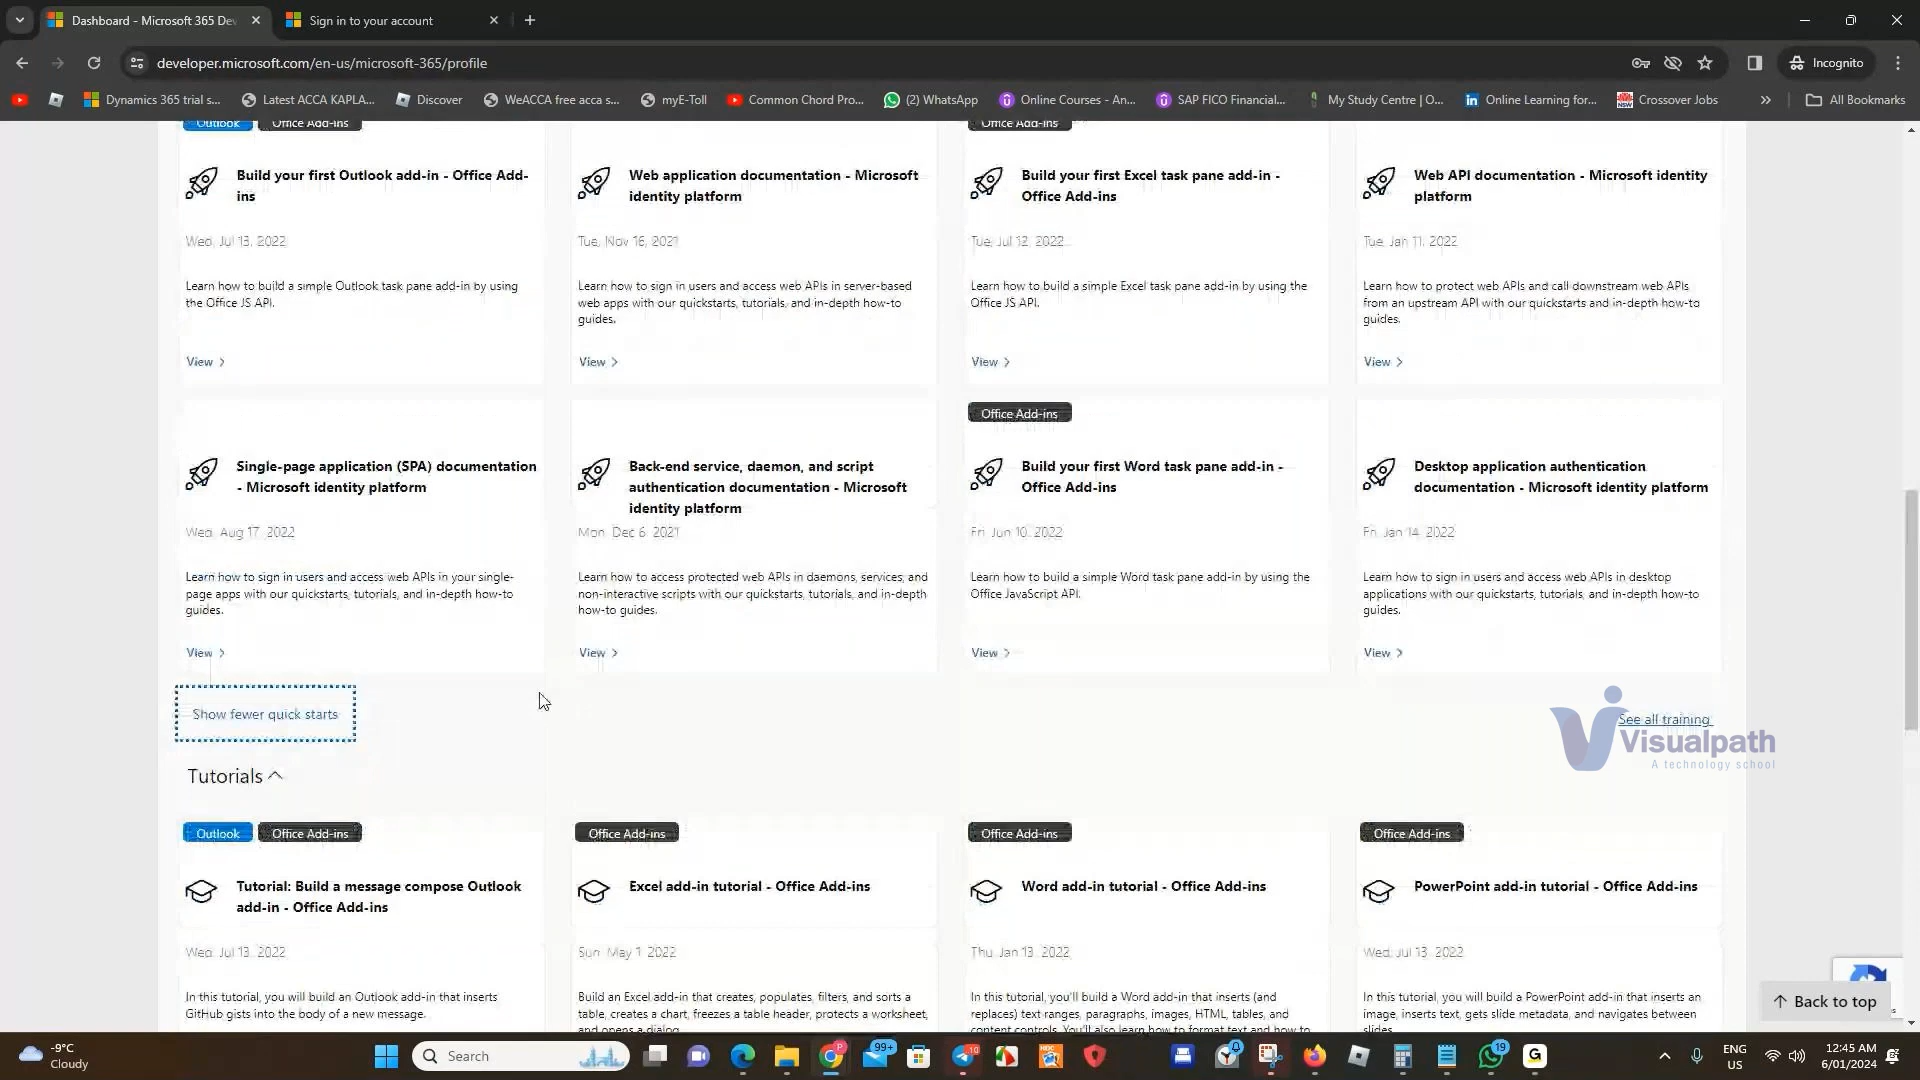 Dashboard - Microsoft 365 Dev
Sign in to your account
developer.microsoft.com/en-us/microsoft-365/profile
Incognito
Dynamics 365 trial s...
Latest ACCA KAPLA...
Discover
WeACCA free acca s...
myE-Toll
Common Chord Pro...
(2) WhatsApp
Online Courses - An...
SAP FICO Financial...
My Study Centre | O...
Online Learning for...
Crossover Jobs
All Bookmarks
Outlook
Office Add-ins
Office Add-ins
Build your first Outlook add-in - Office Add-
ins
Wed, Jul 13, 2022
Learn how to build a simple Outlook task pane add-in by using
the Office JS API.
View
Web application documentation - Microsoft
identity platform
Tue, Nov 16, 2021
Learn how to sign in users and access web APIs in server-based
web apps with our quickstarts, tutorials, and in-depth how-to
guides.
View
Build your first Excel task pane add-in -
Office Add-ins
Tue, Jul 12, 2022
Learn how to build a simple Excel task pane add-in by using the
Office JS API.
View
Web API documentation - Microsoft identity
platform
Tue, Jan 11, 2022
Learn how to protect web APIs and call downstream web APIs
from an upstream API with our quickstarts and in-depth how-to
guides.
View
Single-page application (SPA) documentation
- Microsoft identity platform
Wed, Aug 17, 2022
Learn how to sign in users and access web APIs in your single-
page apps with our quickstarts, tutorials, and in-depth how-to
guides.
View
Back-end service, daemon, and script
authentication documentation - Microsoft
identity platform
Mon, Dec 6, 2021
Learn how to access protected web APIs in daemons, services, and
non-interactive scripts with our quickstarts, tutorials, and in-depth
how-to guides.
View
Office Add-ins
Build your first Word task pane add-in -
Office Add-ins
Fri, Jun 10, 2022
Learn how to build a simple Word task pane add-in by using the
Office JavaScript API.
View
Desktop application authentication
documentation - Microsoft identity platform
Fri, Jan 14, 2022
Learn how to sign in users and access web APIs in desktop
applications with our quickstarts, tutorials, and in-depth how-to
guides.
View
Show fewer quick starts
See all training
Visualpath
A technology school
Tutorials
Outlook
Office Add-ins
Tutorial: Build a message compose Outlook
add-in - Office Add-ins
Wed, Jul 13, 2022
In this tutorial, you will build an Outlook add-in that inserts
GitHub gists into the body of a new message.
Office Add-ins
Excel add-in tutorial - Office Add-ins
Sun, May 1, 2022
Build an Excel add-in that creates, populates, filters, and sorts a
table, creates a chart, freezes a table header, protects a worksheet,
and opens a dialog.
Office Add-ins
Word add-in tutorial - Office Add-ins
Thu, Jan 13, 2022
In this tutorial, you'll build a Word add-in that inserts (and
replaces) text ranges, paragraphs, images, HTML, tables, and
content controls. You'll also learn how to format text and how to
Office Add-ins
PowerPoint add-in tutorial - Office Add-ins
Wed, Jul 13, 2022
In this tutorial, you will build a PowerPoint add-in that inserts an
image, inserts text, gets slide metadata, and navigates between
slides.
Back to top
-9°C
Cloudy
Search
99+
10
19
ENG
US
12:45 AM
6/01/2024